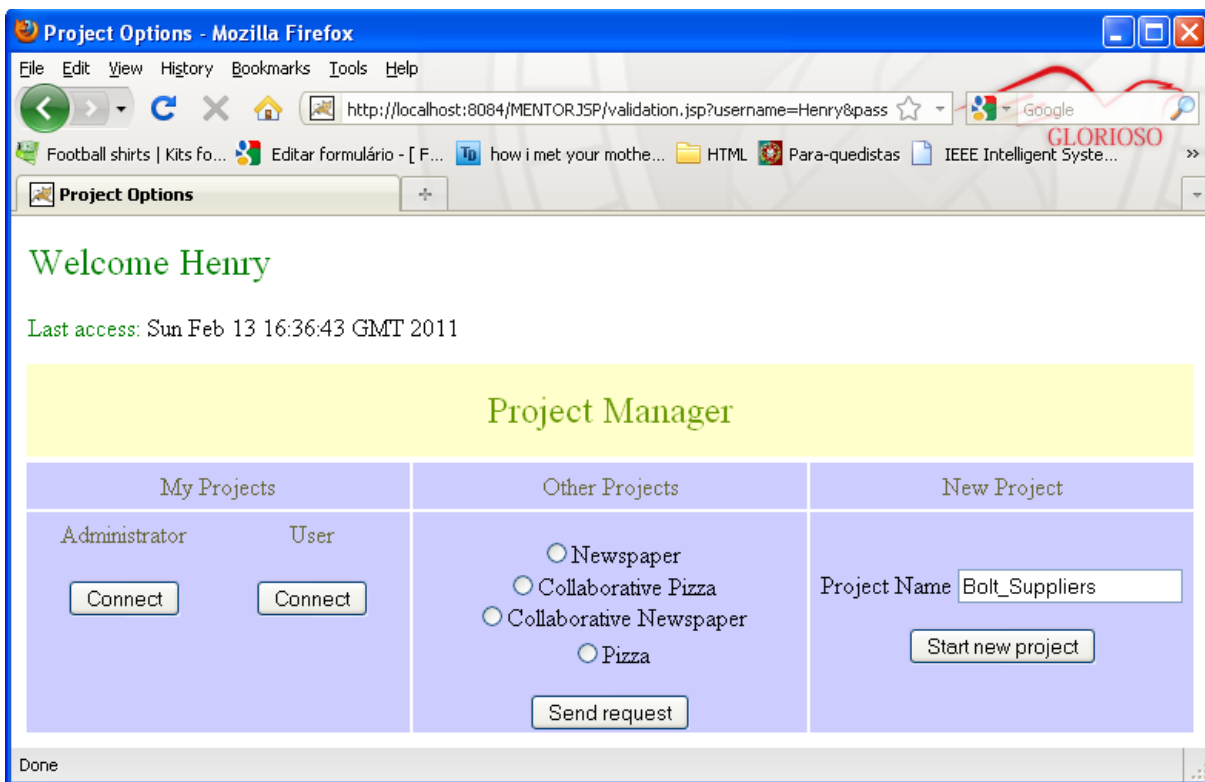 Project Options - Mozilla Firefox
File Edit View History Bookmarks Tools Help
http://localhost:8084/MENTORJSP/validation.jsp?username=Henry&pass
Google
GLORIOSO
Football shirts | Kits fo... Editar formulário - [ F... TD how i met your mothe... HTML Para-quedistas IEEE Intelligent Syste... »
Project Options
Welcome Henry
Last access: Sun Feb 13 16:36:43 GMT 2011
Project Manager
My Projects Other Projects New Project
Administrator User
Connect Connect
Newspaper
Collaborative Pizza
Collaborative Newspaper
Pizza
Send request
Project Name Bolt_Suppliers
Start new project
Done